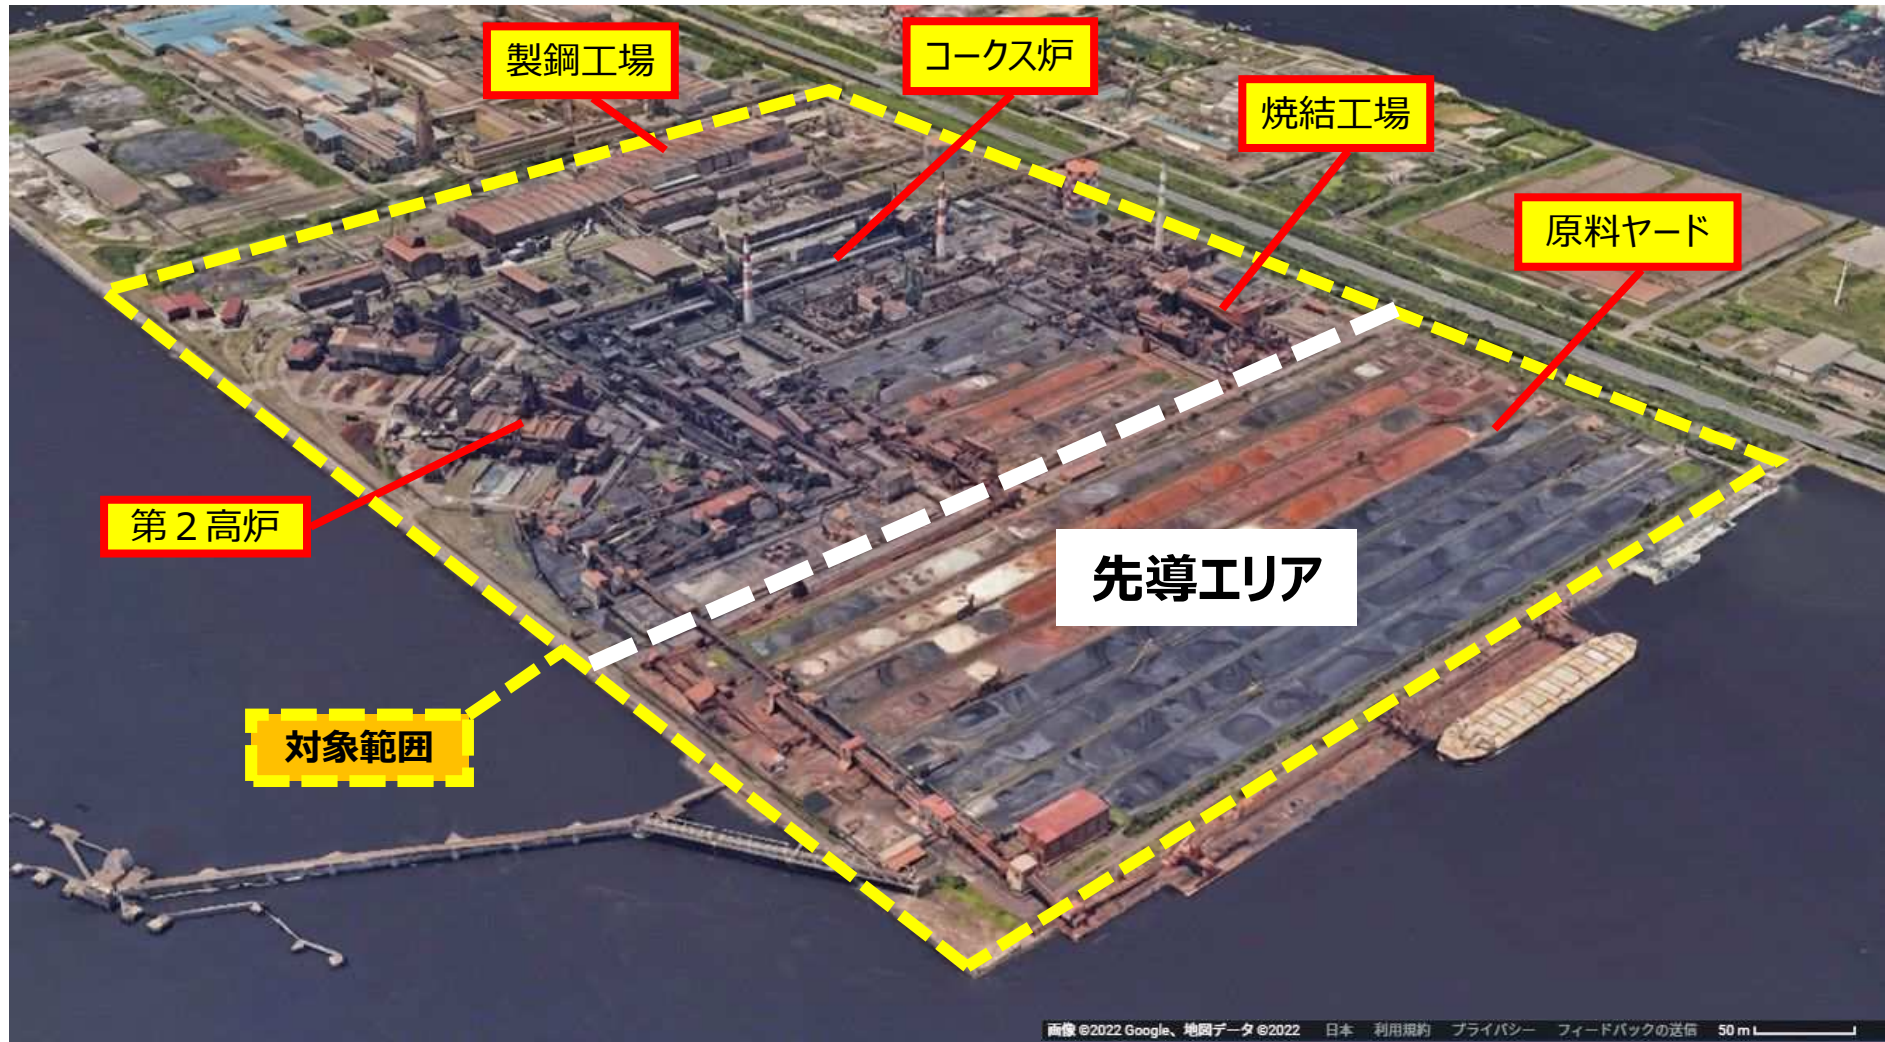 製鋼工場
コークス炉
焼結工場
原料ヤード
第２高炉
先導エリア
対象範囲
画像 ©2022 Google、地図データ ©2022 日本 利用規約 プライバシー フィードバックの送信 50 m